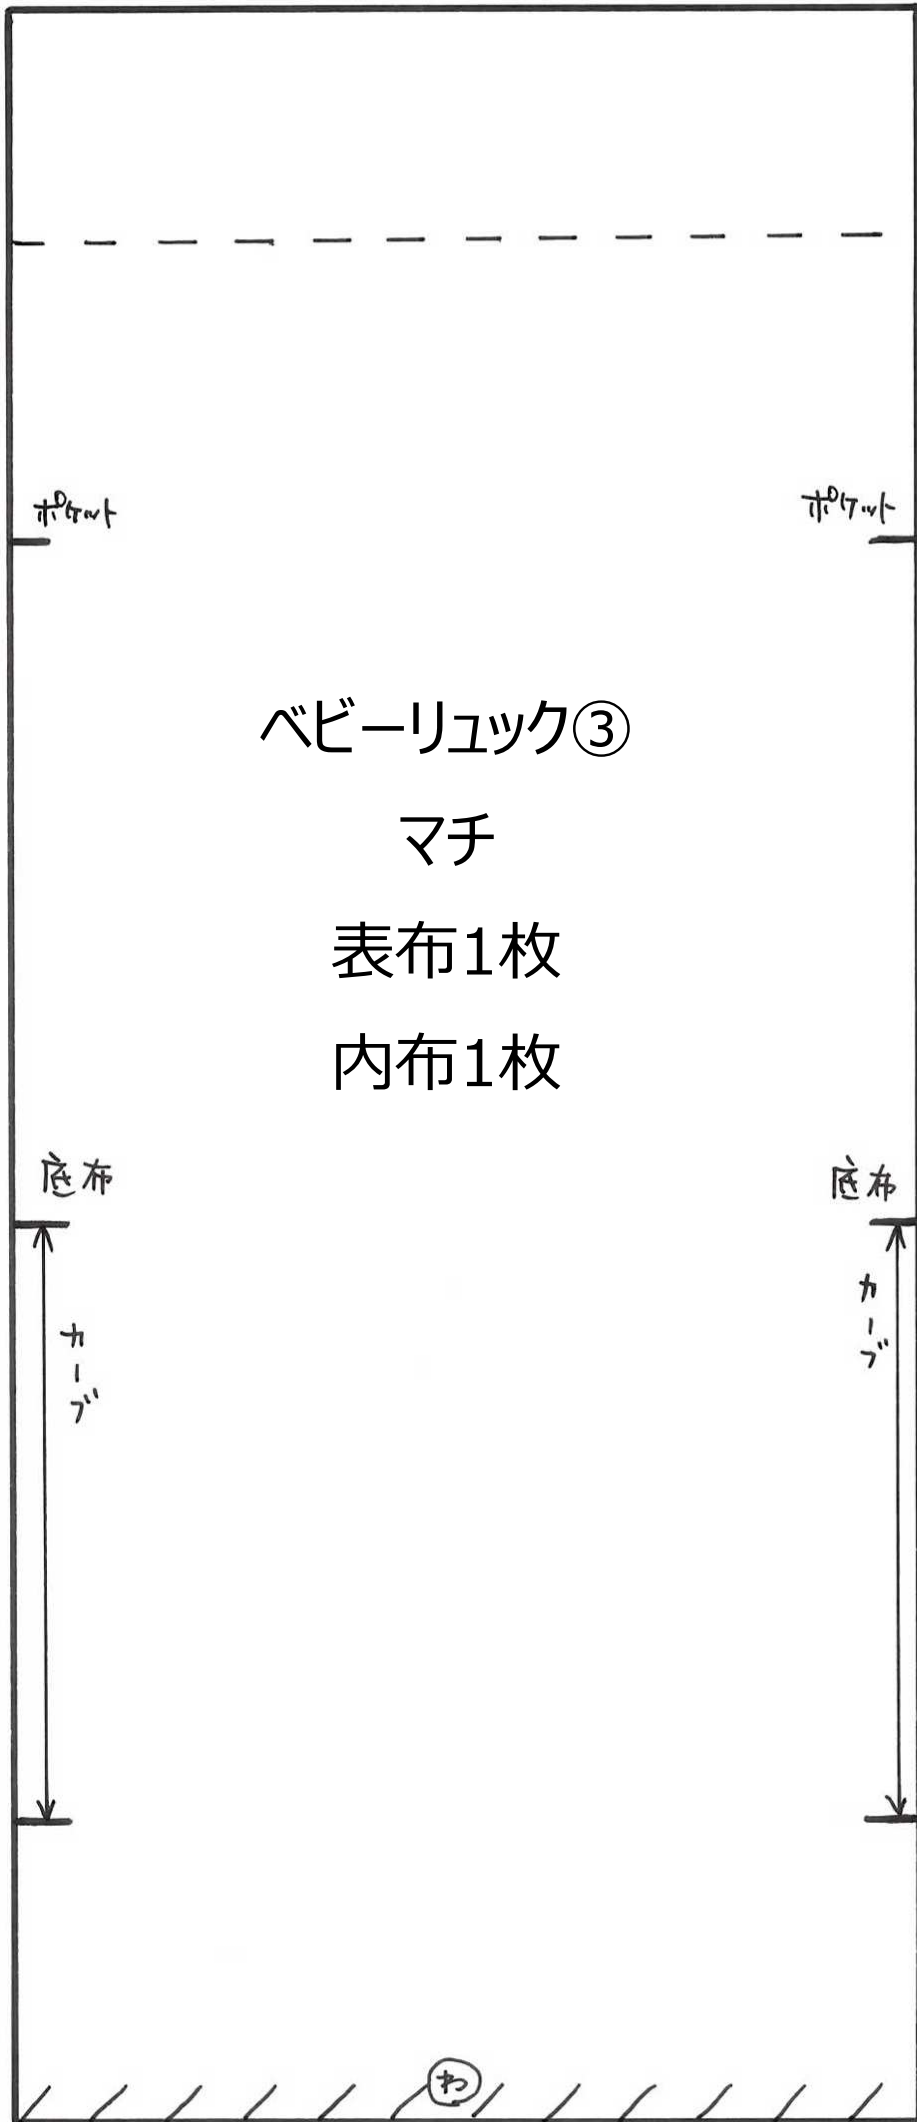 ポケット
ポケット
ベビーリュック③
マチ
表布1枚
内布1枚
底布
底布
カーブ
カーブ
わ